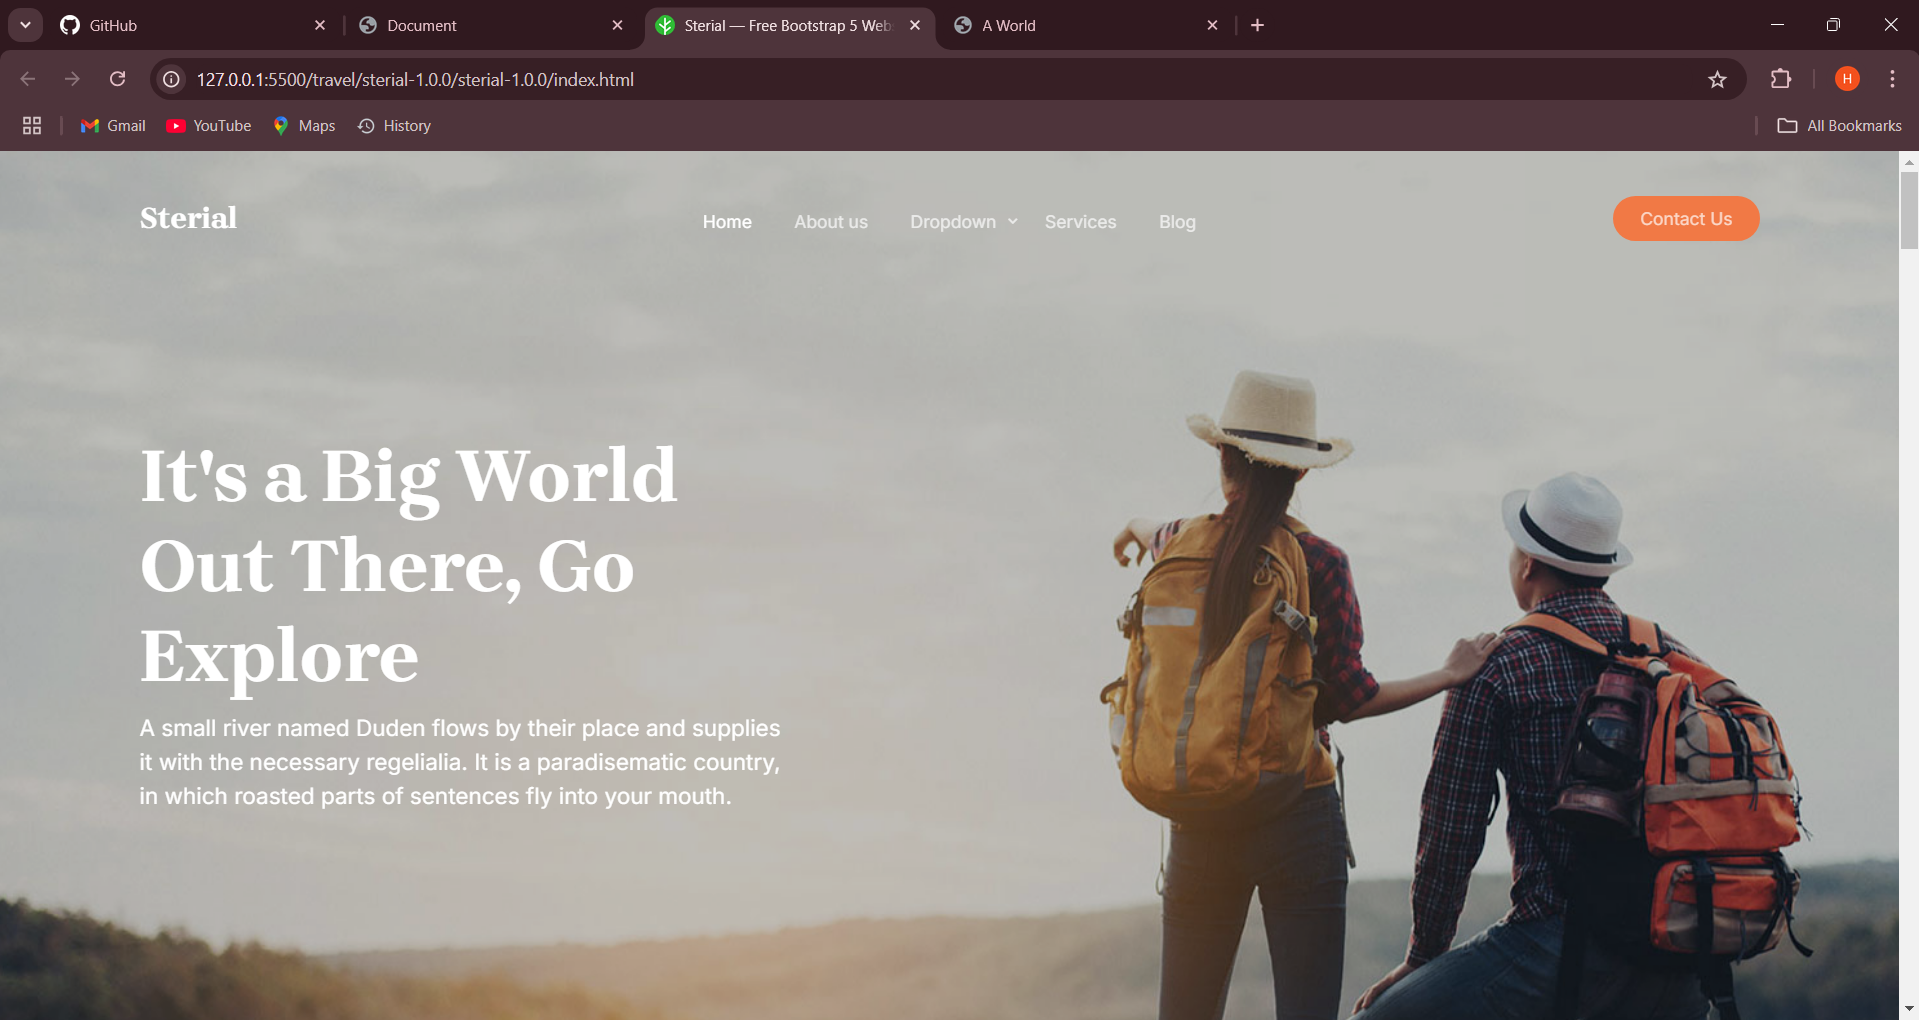 GitHub
Document
Sterial — Free Bootstrap 5 Web
A World
127.0.0.1:5500/travel/sterial-1.0.0/sterial-1.0.0/index.html
H
Gmail
YouTube
Maps
History
All Bookmarks
Sterial
Home
About us
Dropdown
Services
Blog
Contact Us
It's a Big World
Out There, Go
Explore
A small river named Duden flows by their place and supplies
it with the necessary regelialia. It is a paradisematic country,
in which roasted parts of sentences fly into your mouth.